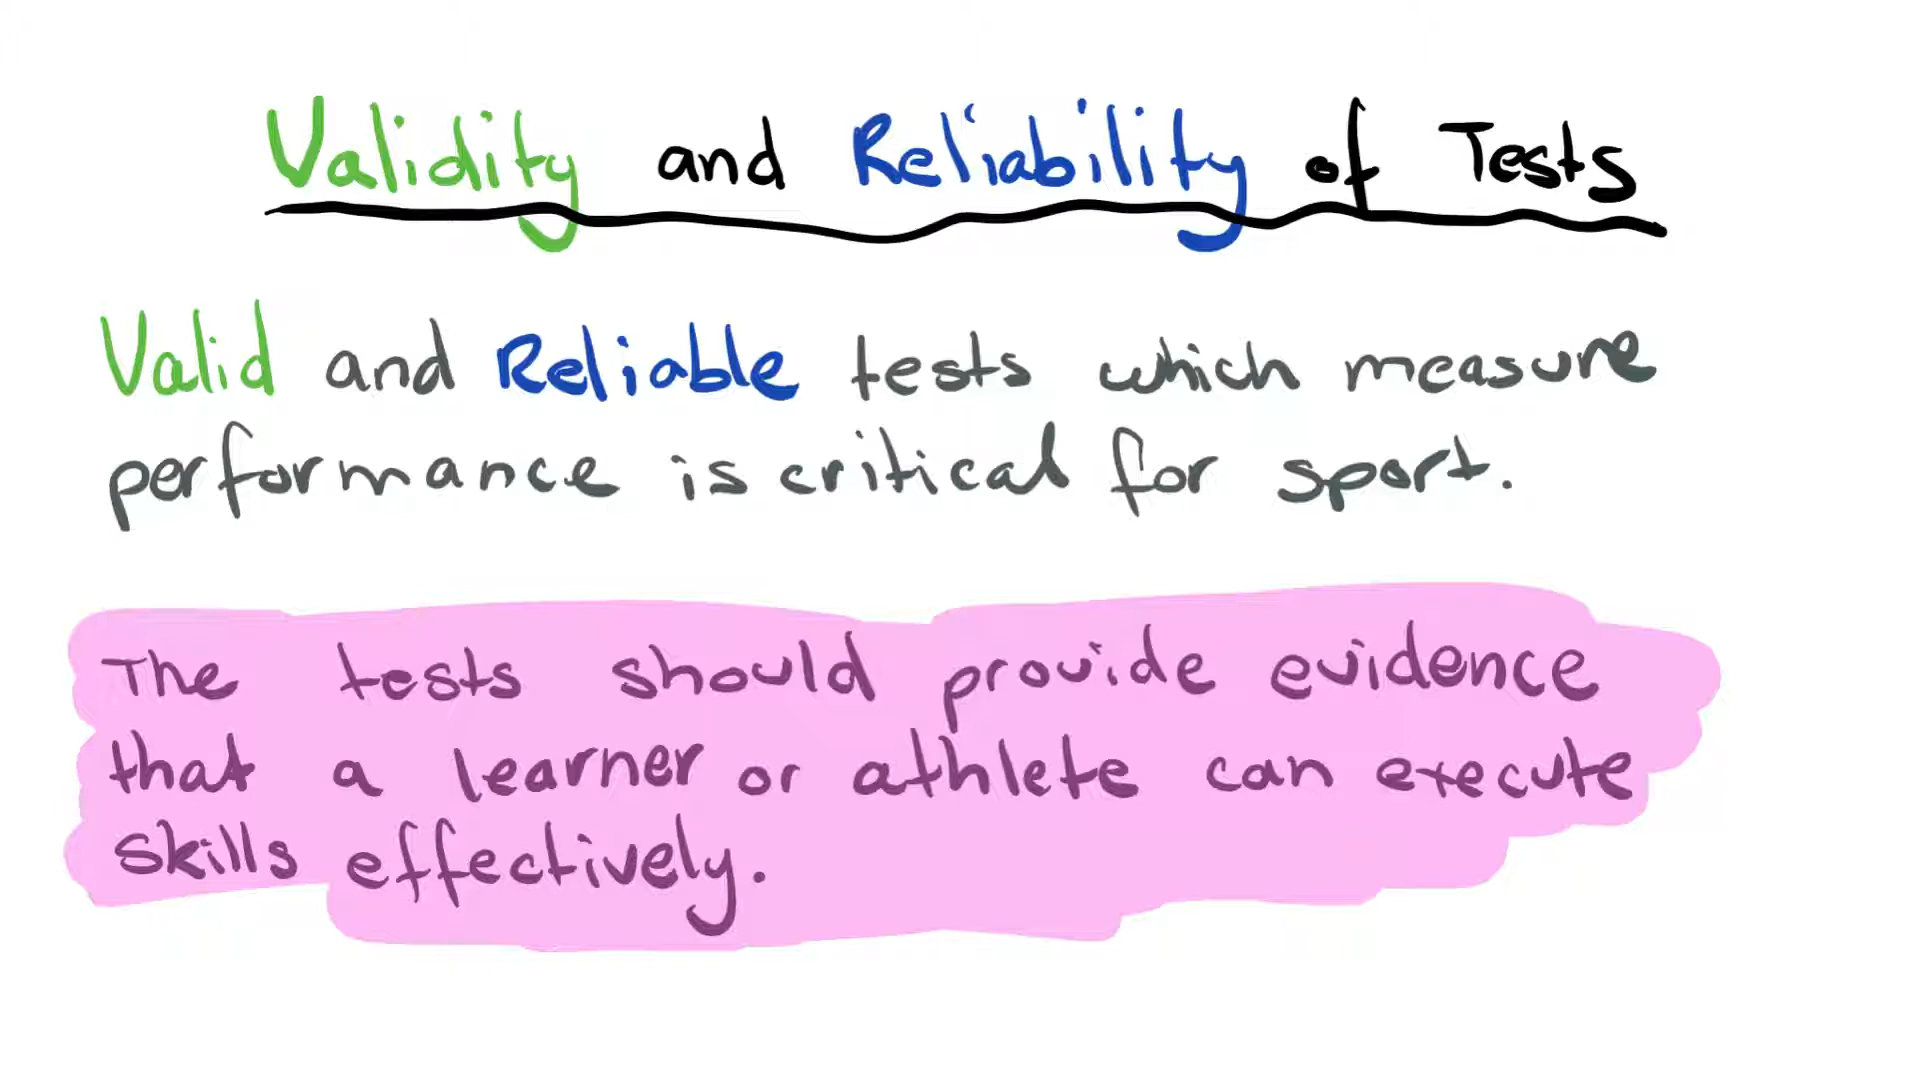 Validity and Reliability of Tests
Valid and Reliable tests which measure
performance is critical for sport.
The tests should provide evidence
that a learner or athlete can execute
skills effectively.